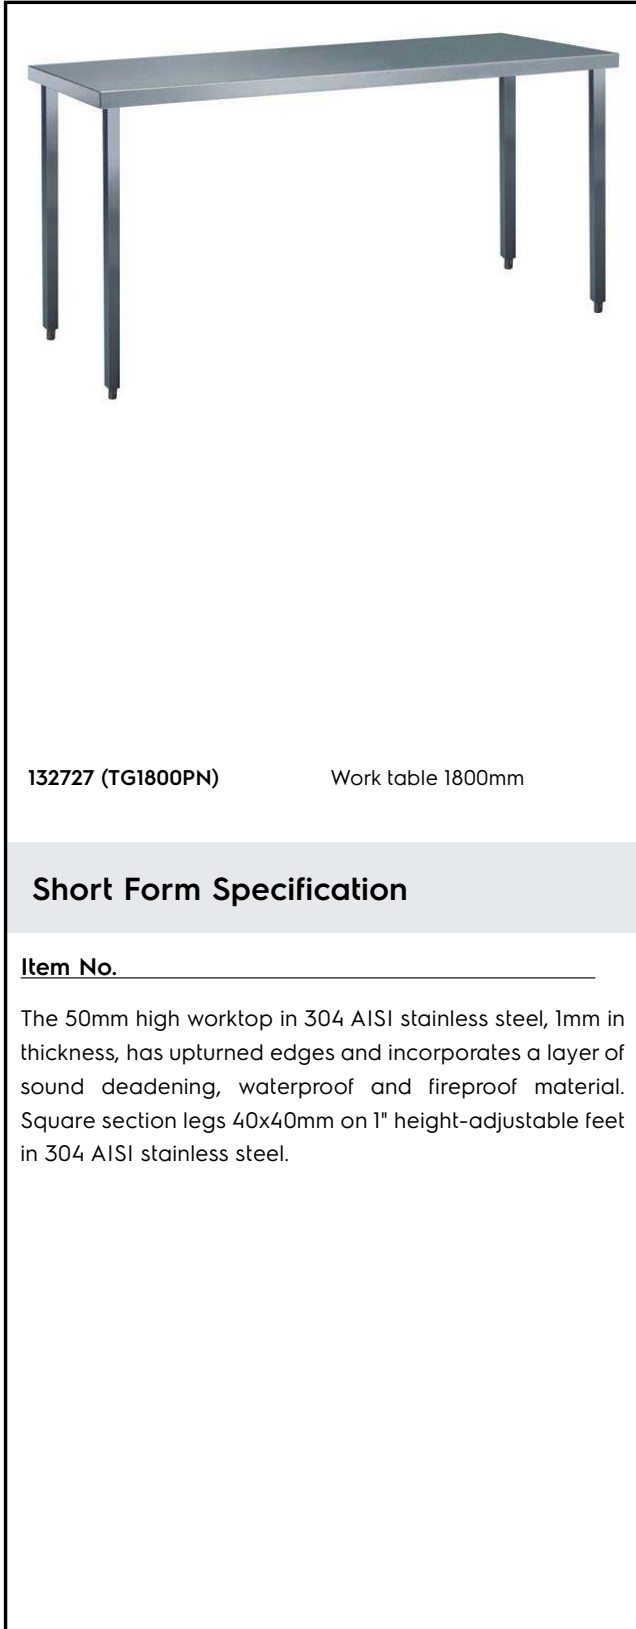 132727 (TG1800PN) Work table 1800mm
Short Form Specification
Item No.
The 50mm high worktop in 304 AISI stainless steel, 1mm in
thickness, has upturned edges and incorporates a layer of
sound deadening, waterproof and fireproof material.
Square section legs 40x40mm on 1" height-adjustable feet
in 304 AISI stainless steel.